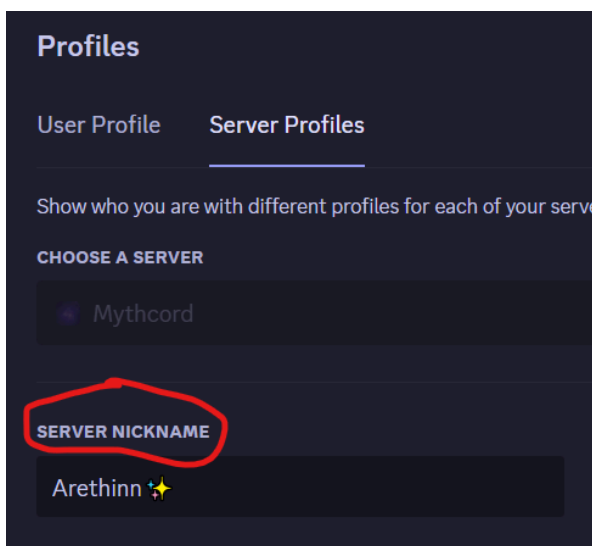 Profiles
User Profile Server Profiles
Show who you are with different profiles for each of your serve
CHOOSE A SERVER
Mythcord
SERVER NICKNAME
Arethinn✨